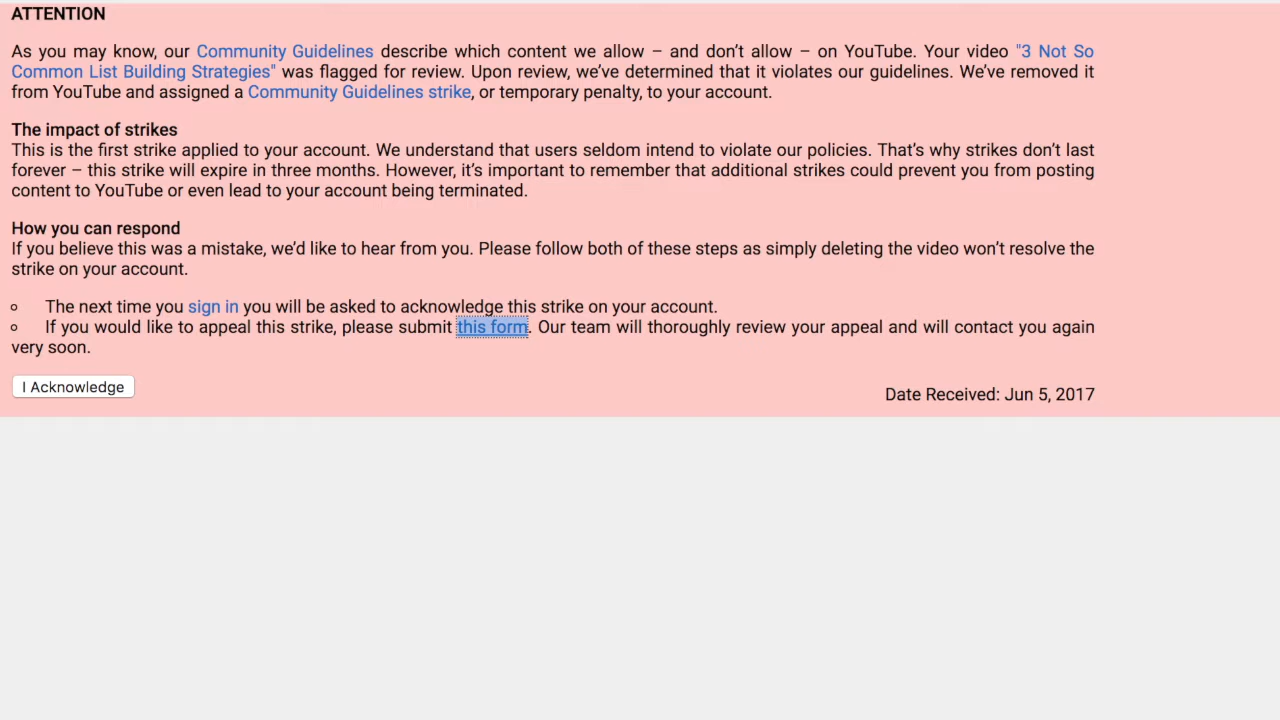 ATTENTION
As you may know, our Community Guidelines describe which content we allow – and don’t allow – on YouTube. Your video "3 Not So
Common List Building Strategies" was flagged for review. Upon review, we’ve determined that it violates our guidelines. We’ve removed it
from YouTube and assigned a Community Guidelines strike, or temporary penalty, to your account.
The impact of strikes
This is the first strike applied to your account. We understand that users seldom intend to violate our policies. That’s why strikes don’t last
forever – this strike will expire in three months. However, it’s important to remember that additional strikes could prevent you from posting
content to YouTube or even lead to your account being terminated.
How you can respond
If you believe this was a mistake, we’d like to hear from you. Please follow both of these steps as simply deleting the video won’t resolve the
strike on your account.
The next time you sign in you will be asked to acknowledge this strike on your account.
If you would like to appeal this strike, please submit this form. Our team will thoroughly review your appeal and will contact you again
very soon.
I Acknowledge
Date Received: Jun 5, 2017